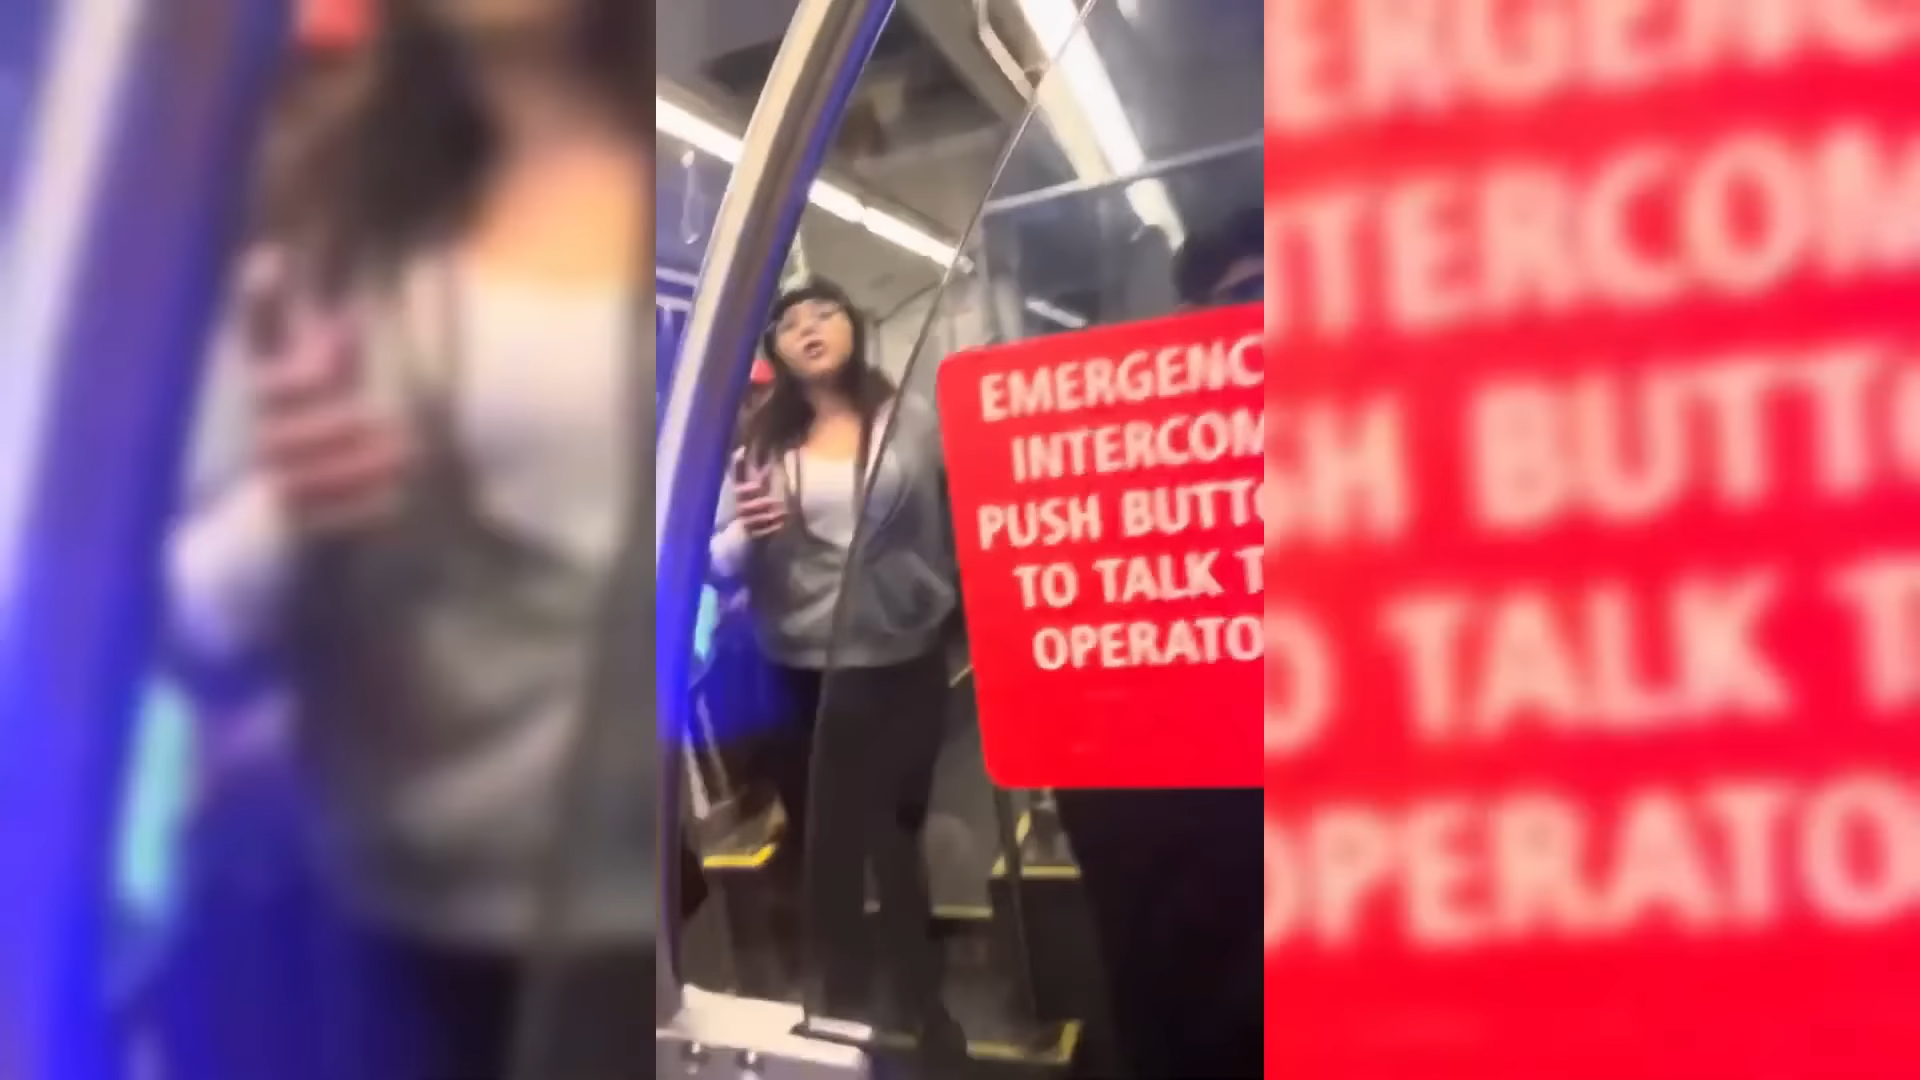 EMERGENC
INTERCOM
PUSH BUTTO
TO TALK T
OPERATO